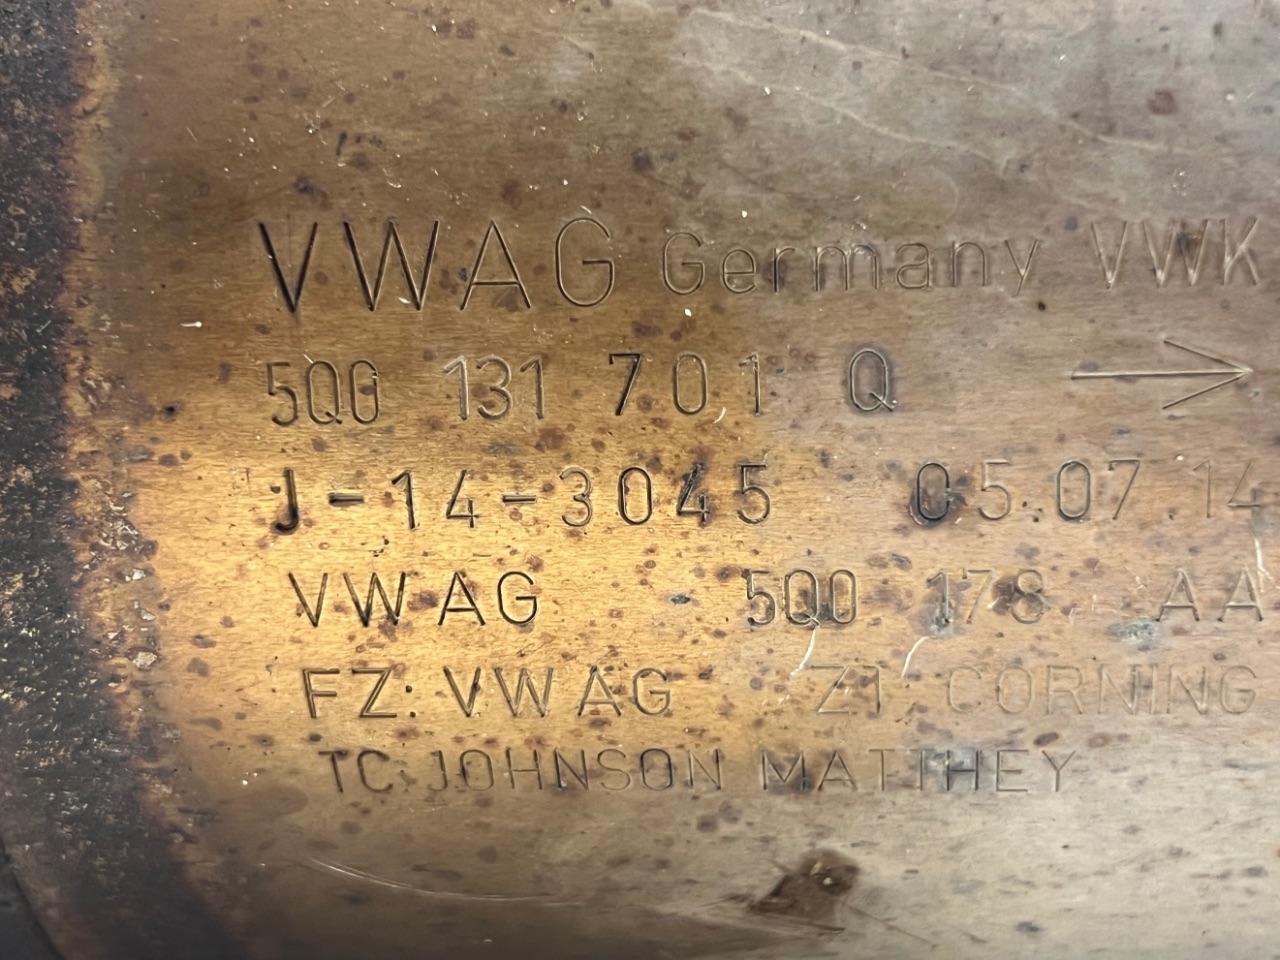 VWAG Germany VWK
5Q0 131 701 Q
J-14-3045 05.07.14
VWAG 5Q0 178 AA
FZ: VWAG ZT. CORNING
TC: JOHNSON MATTHEY